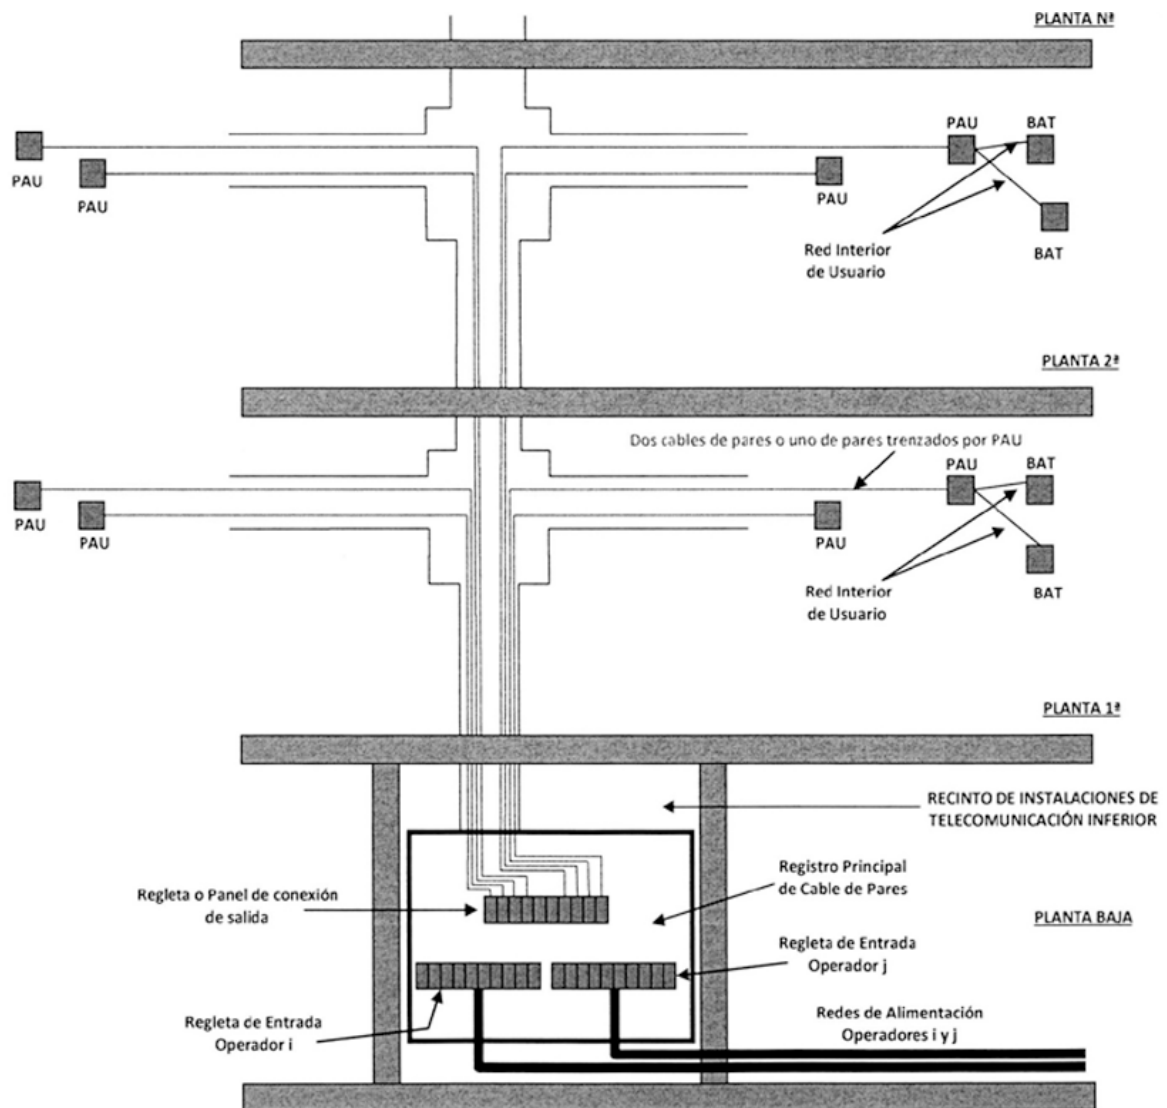 PLANTA Nª
PAU
BAT
PAU
PAU
PAU
Red Interior
de Usuario
BAT
PLANTA 2ª
Dos cables de pares o uno de pares trenzados por PAU
PAU
BAT
PAU
PAU
PAU
Red Interior
de Usuario
BAT
PLANTA 1ª
RECINTO DE INSTALACIONES DE
TELECOMUNICACIÓN INFERIOR
Regleta o Panel de conexión
de salida
Registro Principal
de Cable de Pares
PLANTA BAJA
Regleta de Entrada
Operador j
Regleta de Entrada
Operador i
Redes de Alimentación
Operadores i y j